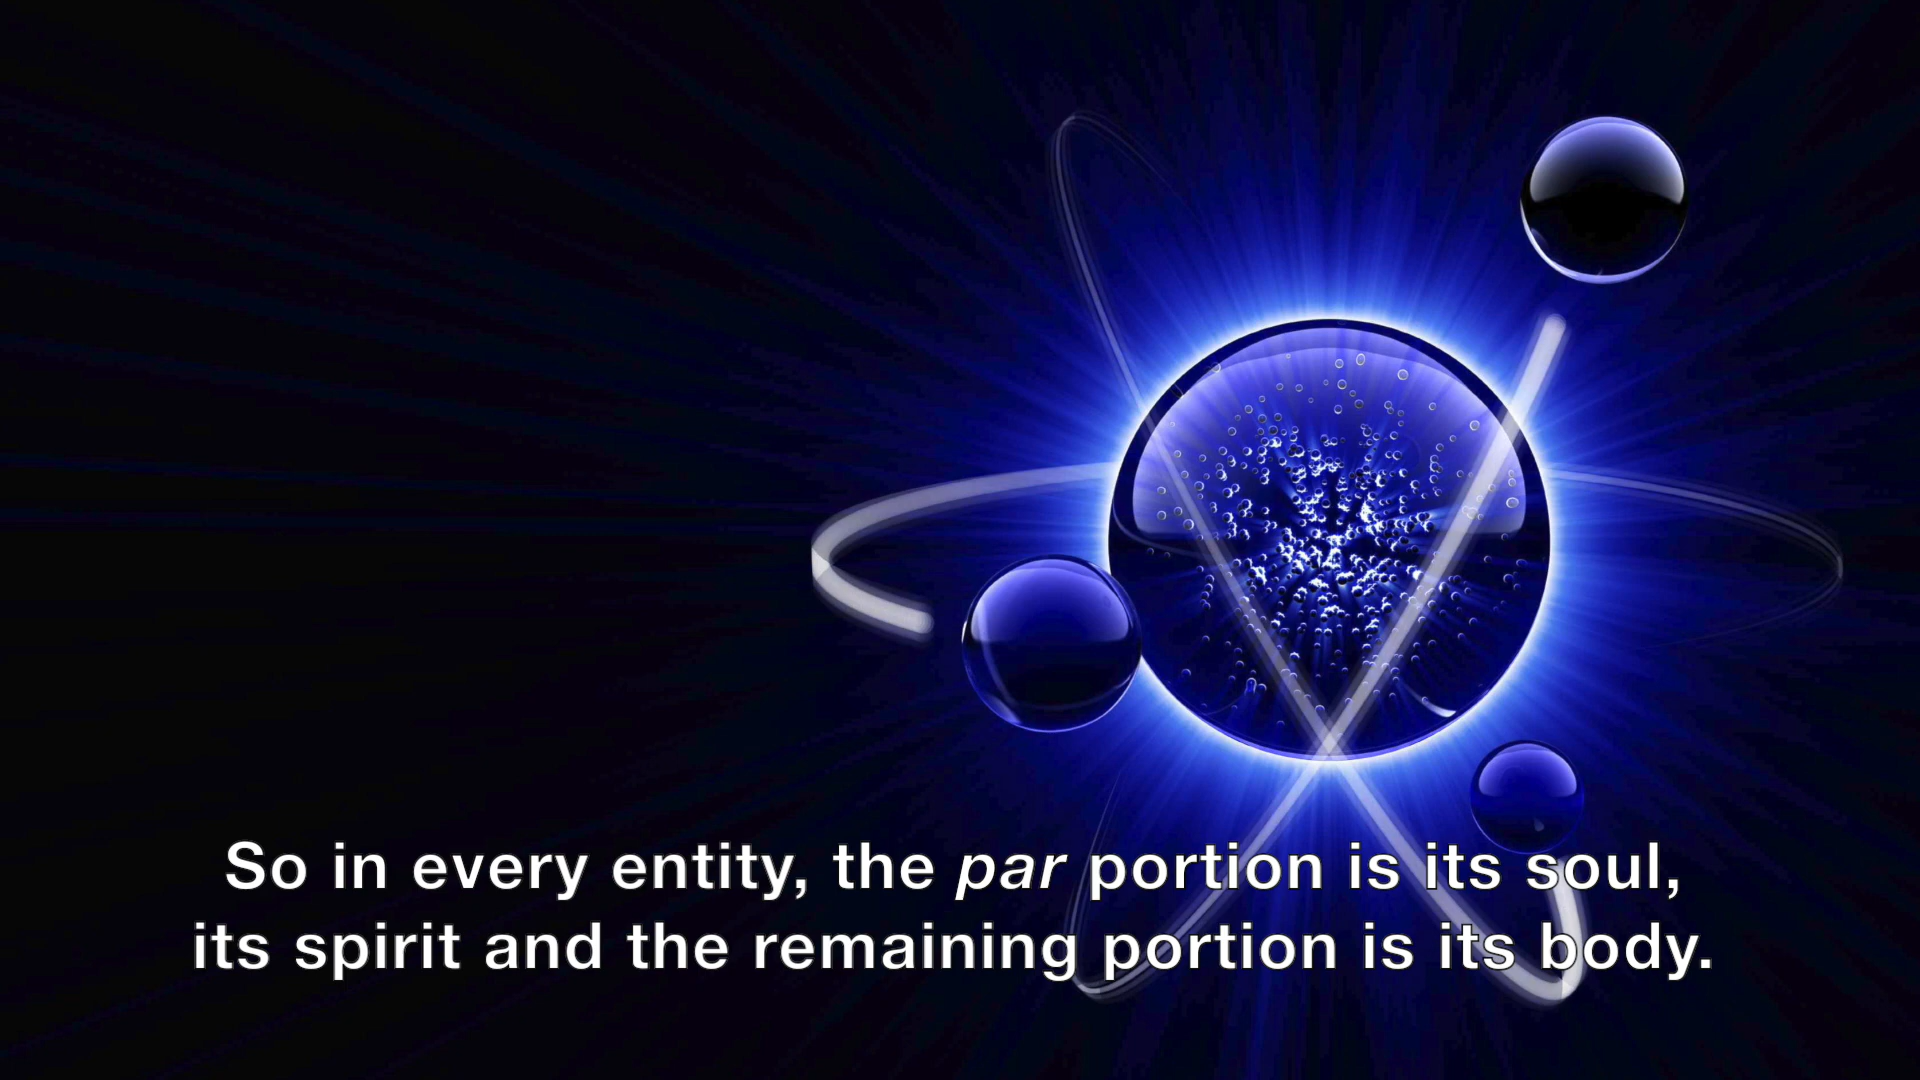 So in every entity, the par portion is its soul,
its spirit and the remaining portion is its body.